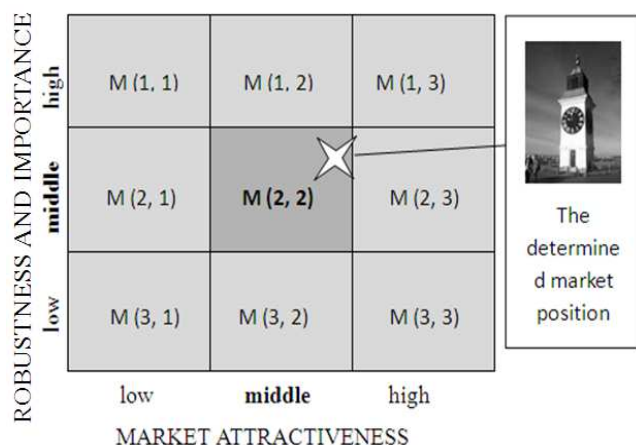 ROBUSTNESS AND IMPORTANCE
high
middle
low
M (1, 1) M (1, 2) M (1, 3)
M (2, 1) M (2, 2) M (2, 3)
M (3, 1) M (3, 2) M (3, 3)
low middle high
MARKET ATTRACTIVENESS
The
determine
d market
position